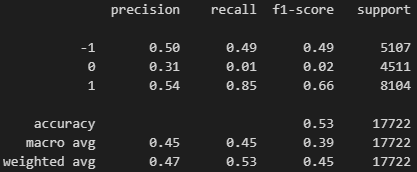 precision recall f1-score support
-1 0.50 0.49 0.49 5107
0 0.31 0.01 0.02 4511
1 0.54 0.85 0.66 8104
accuracy 0.53 17722
macro avg 0.45 0.45 0.39 17722
weighted avg 0.47 0.53 0.45 17722